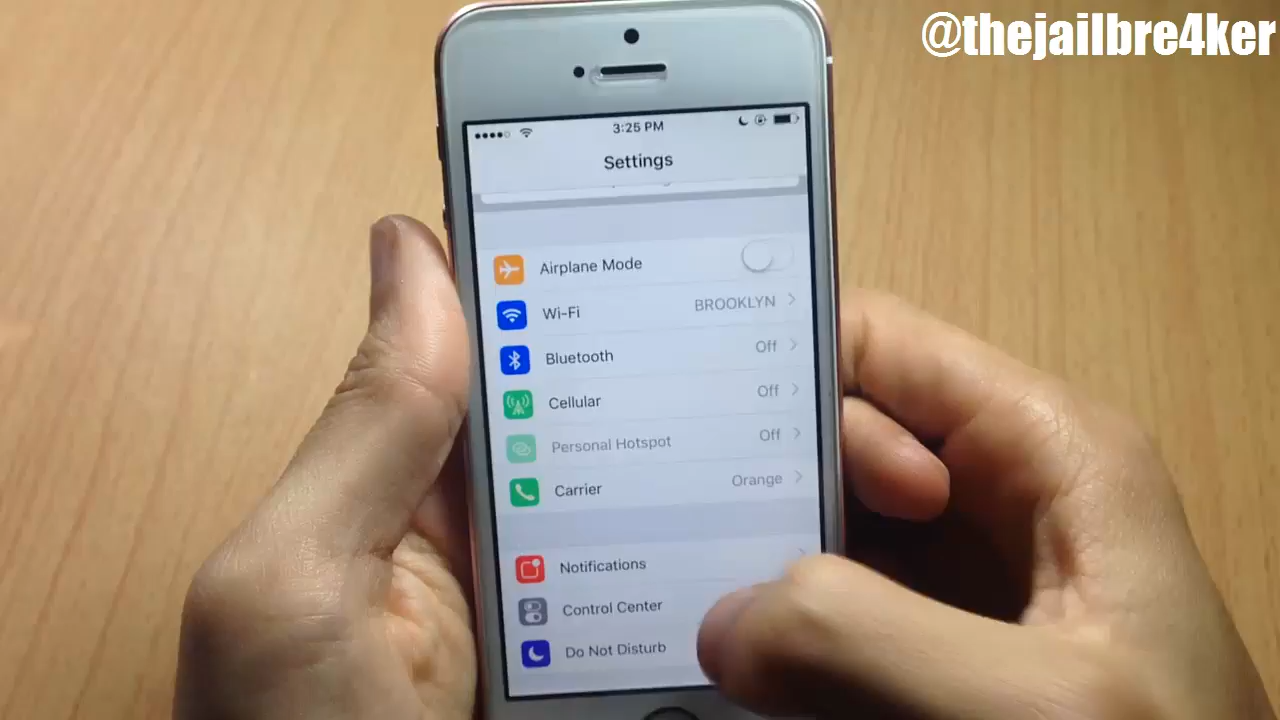 @thejailbre4ker
3:25 PM
Settings
Airplane Mode
Wi-Fi BROOKLYN
Bluetooth Off
Cellular Off
Personal Hotspot Off
Carrier Orange
Notifications
Control Center
Do Not Disturb